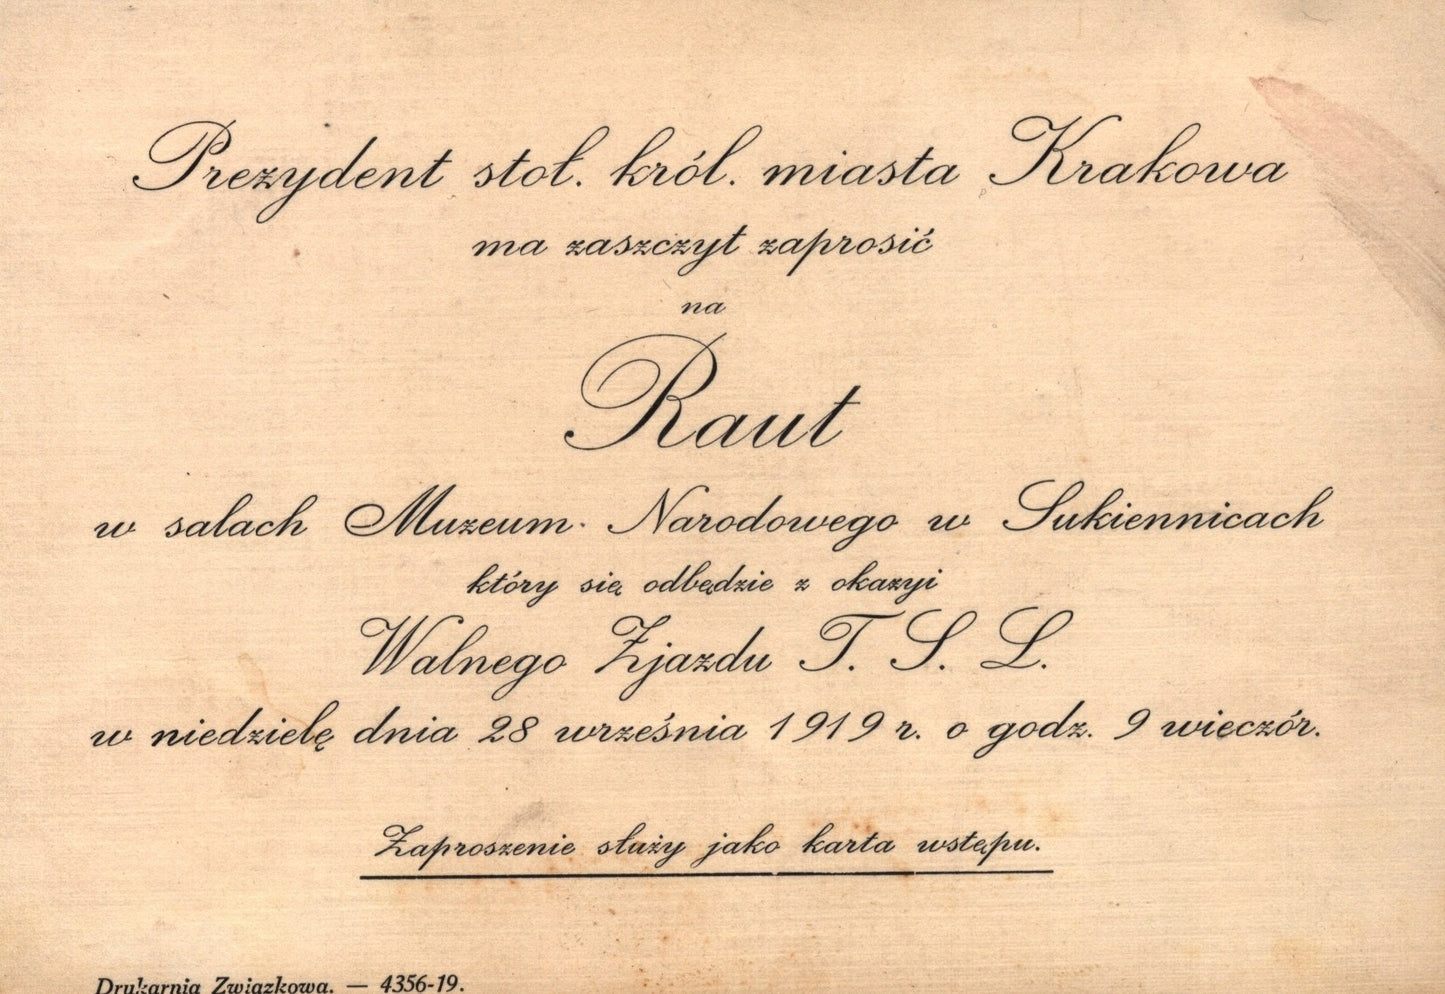 Prezydent stoł. król. miasta Krakowa
ma zaszczyt zaprosić
na
Raut
w salach Muzeum Narodowego w Sukiennicach
który się odbędzie z okazyi
Walnego Zjazdu T. S. L.
w niedzielę dnia 28 września 1919 r. o godz. 9 wieczór.
Zaproszenie służy jako karta wstępu.
Drukarnia Związkowa. — 4356-19.